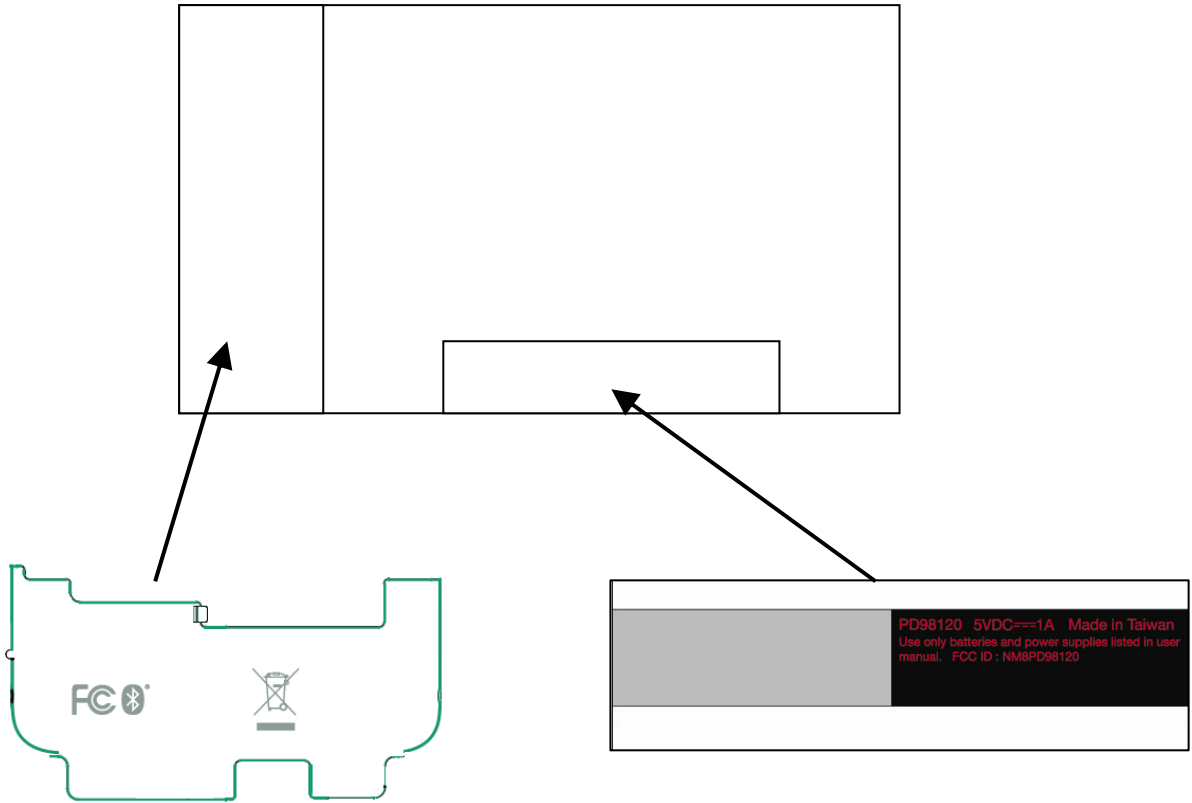 FC
PD98120 5VDC⎓1A Made in Taiwan
Use only batteries and power supplies listed in user
manual. FCC ID : NM8PD98120